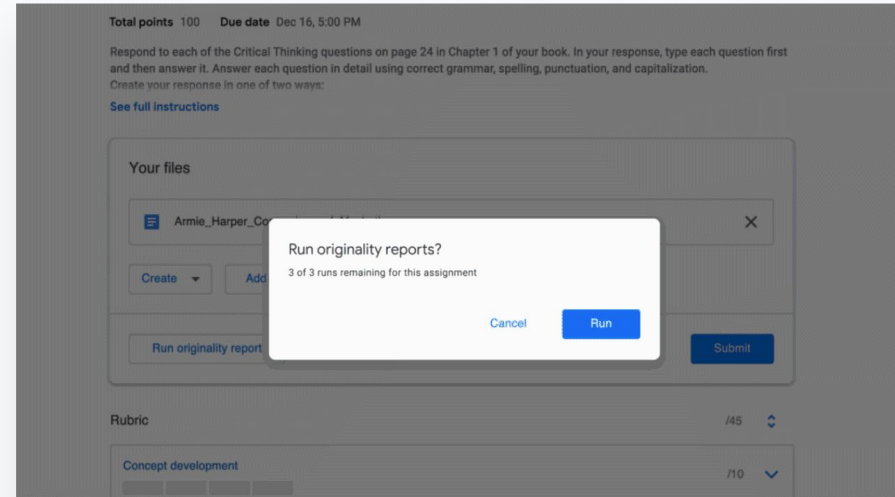 Total points 100 Due date Dec 16, 5:00 PM
Respond to each of the Critical Thinking questions on page 24 in Chapter 1 of your book. In your response, type each question first
and then answer it. Answer each question in detail using correct grammar, spelling, punctuation, and capitalization.
Create your response in one of two ways:
See full instructions
Your files
Armie_Harper_Co
Create Add
Run originality reports?
3 of 3 runs remaining for this assignment
Cancel Run
Run originality report
Submit
Rubric /45
Concept development /10